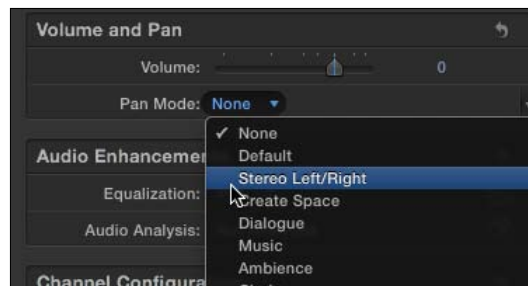 Volume and Pan
Volume: 0
Pan Mode: None
✓ None
Default
Audio Enhancemen
Stereo Left/Right
Equalization:
Create Space
Dialogue
Audio Analysis:
Music
Ambience
Channel Configura